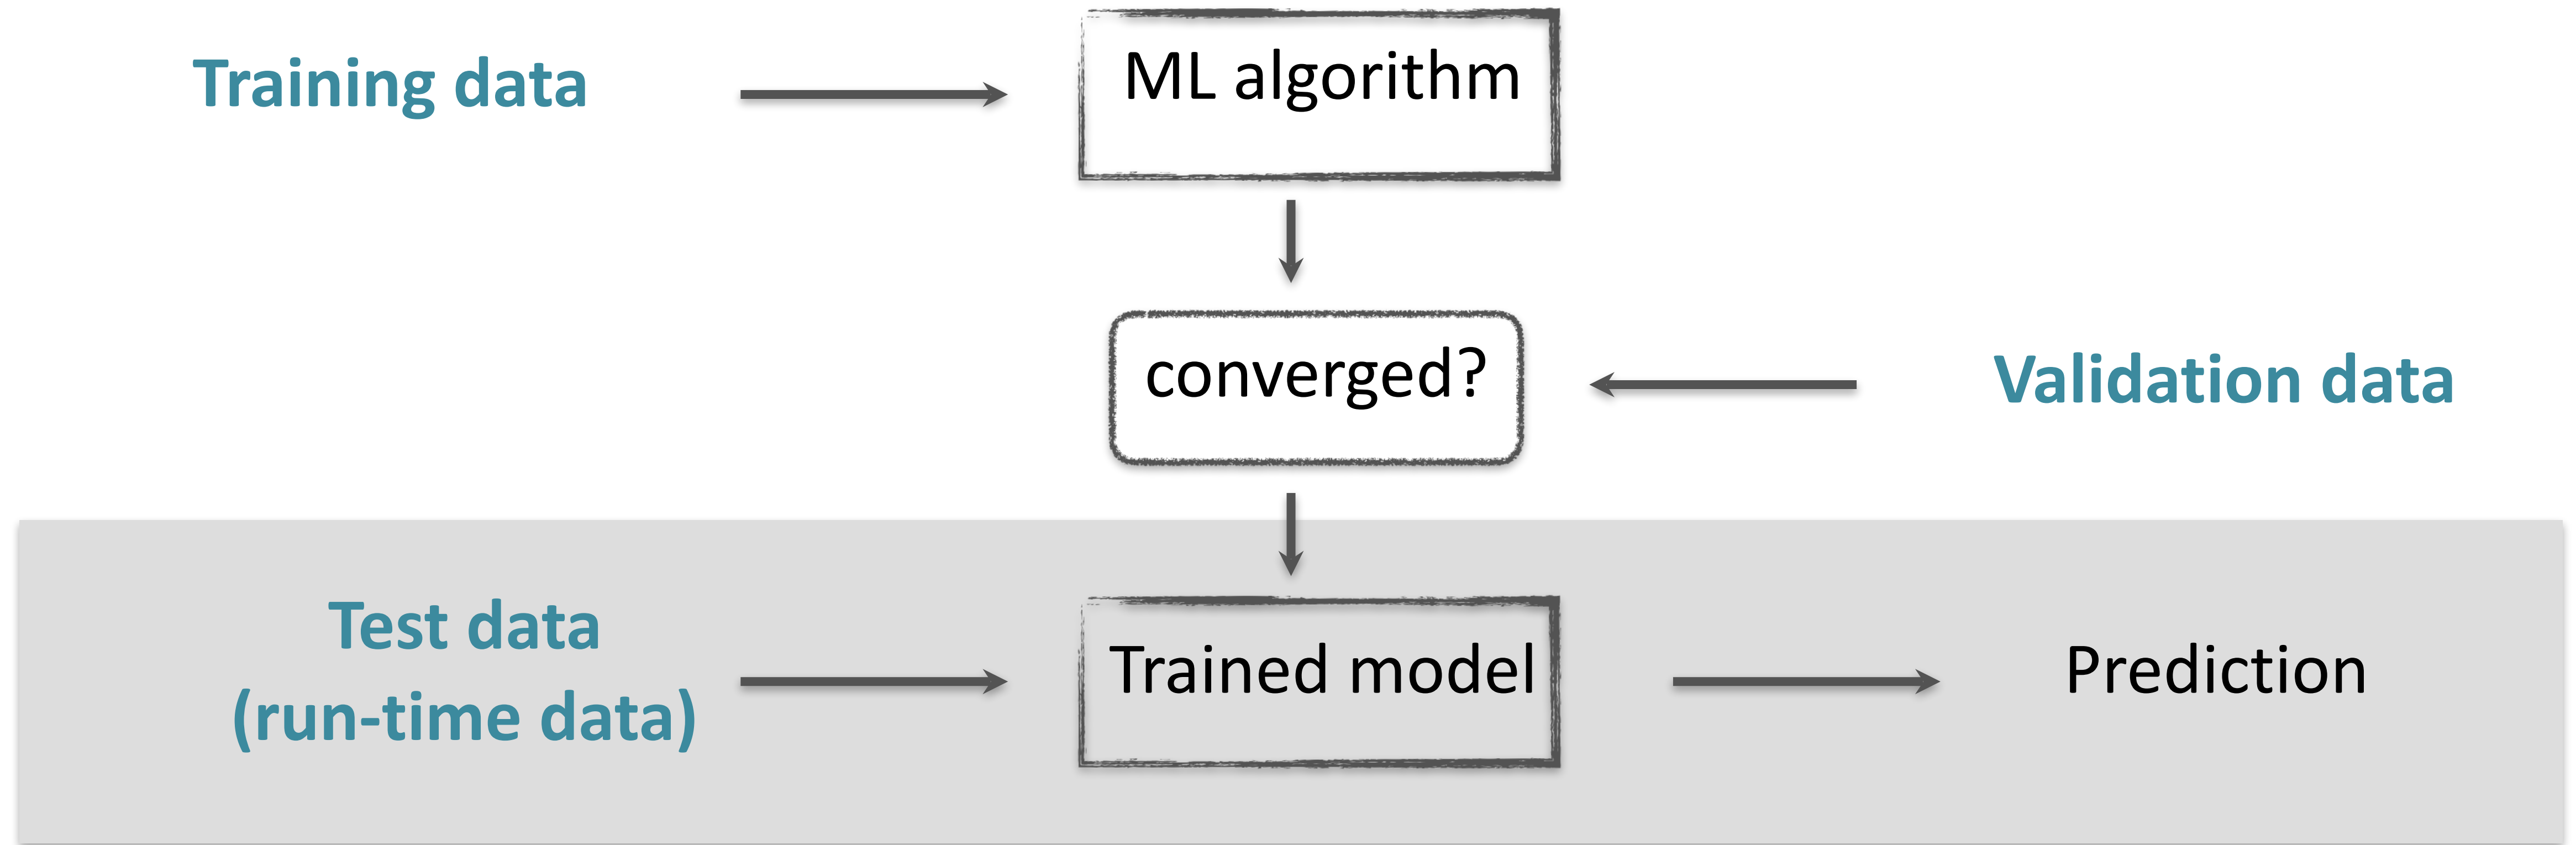 Training data
ML algorithm
converged?
Validation data
Test data
(run-time data)
Trained model
Prediction